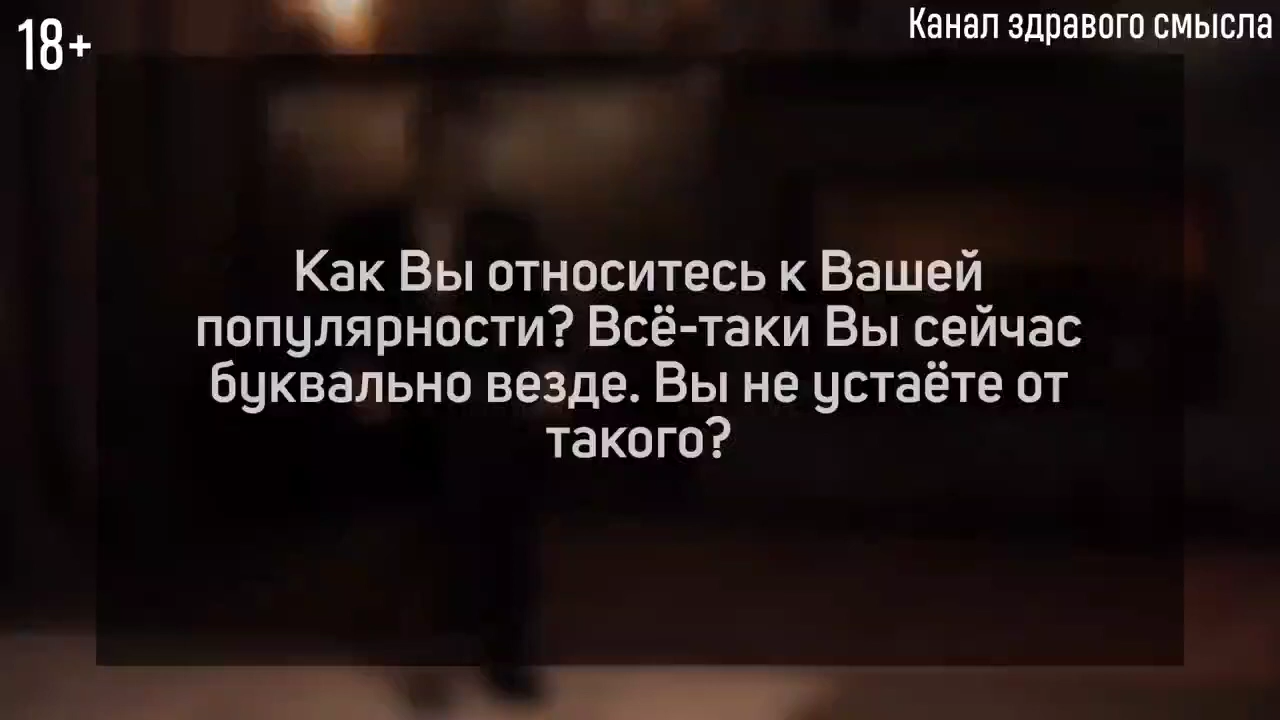 18+
Канал здравого смысла
Как Вы относитесь к Вашей
популярности? Всё-таки Вы сейчас
буквально везде. Вы не устаёте от
такого?